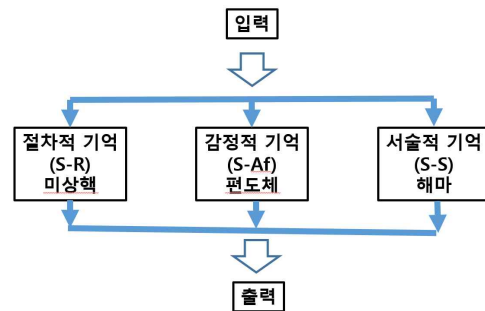 입력
절차적 기억
(S-R)
미상핵
감정적 기억
(S-Af)
편도체
서술적 기억
(S-S)
해마
출력